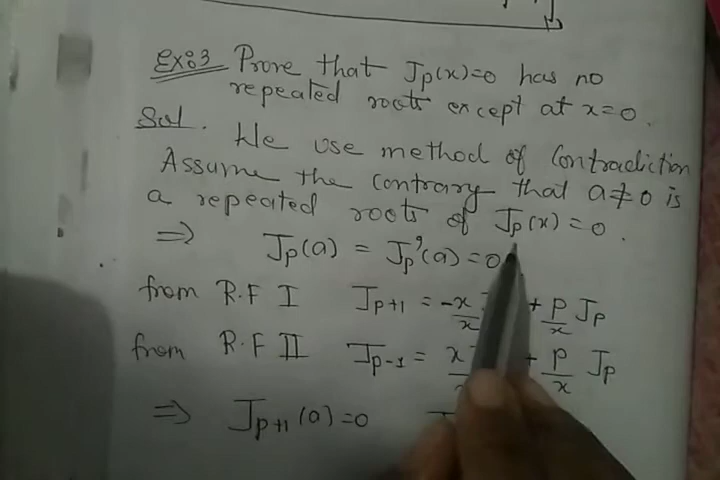 Ex:03 Prove that Jp(x)=0 has no
repeated roots except at x=0.
Sol. We use method of Contradiction
Assume the contrary that a≠0 is
a repeated roots of Jp(x)=0.
⇒ Jp(a) = Jp'(a)=0
from R.F I Jp+1 = -x/x + p/x Jp
from R.F II Jp-1 = x + p/x Jp
⇒ Jp+1(a)=0